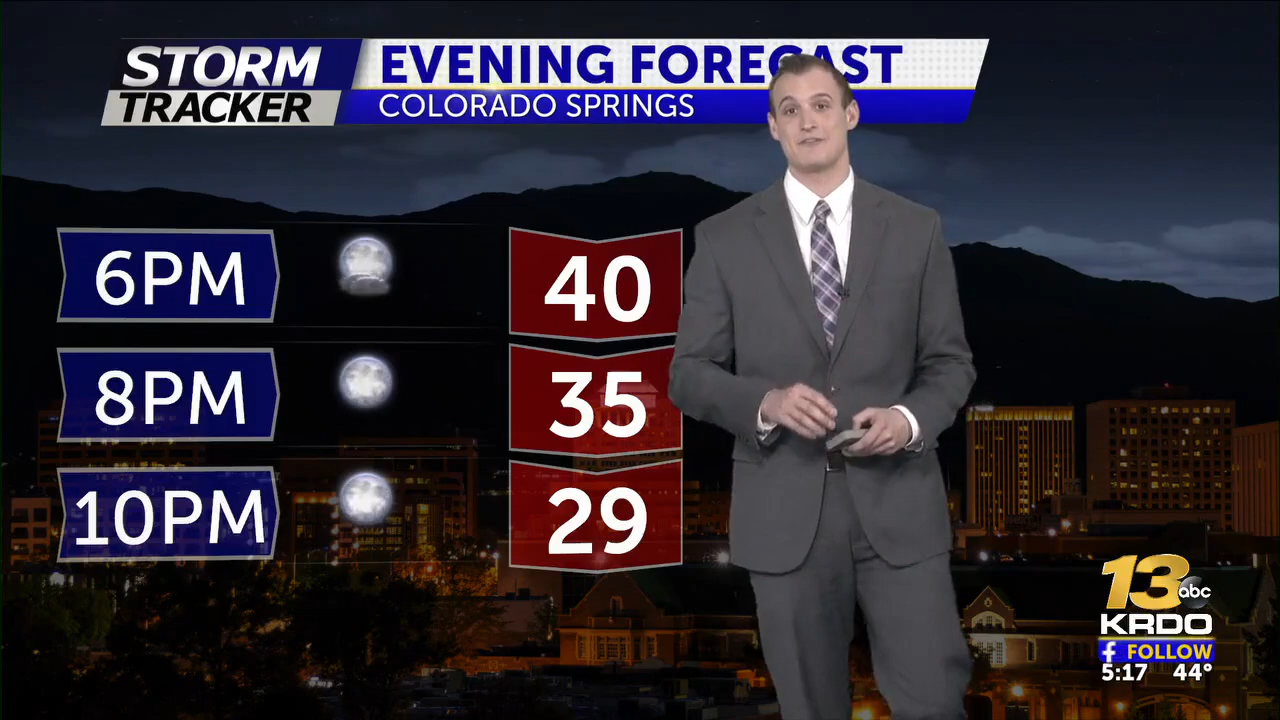 STORM
TRACKER
EVENING FORECAST
COLORADO SPRINGS
6PM
40
8PM
35
10PM
29
13
abc
KRDO
f FOLLOW
5:17 44°